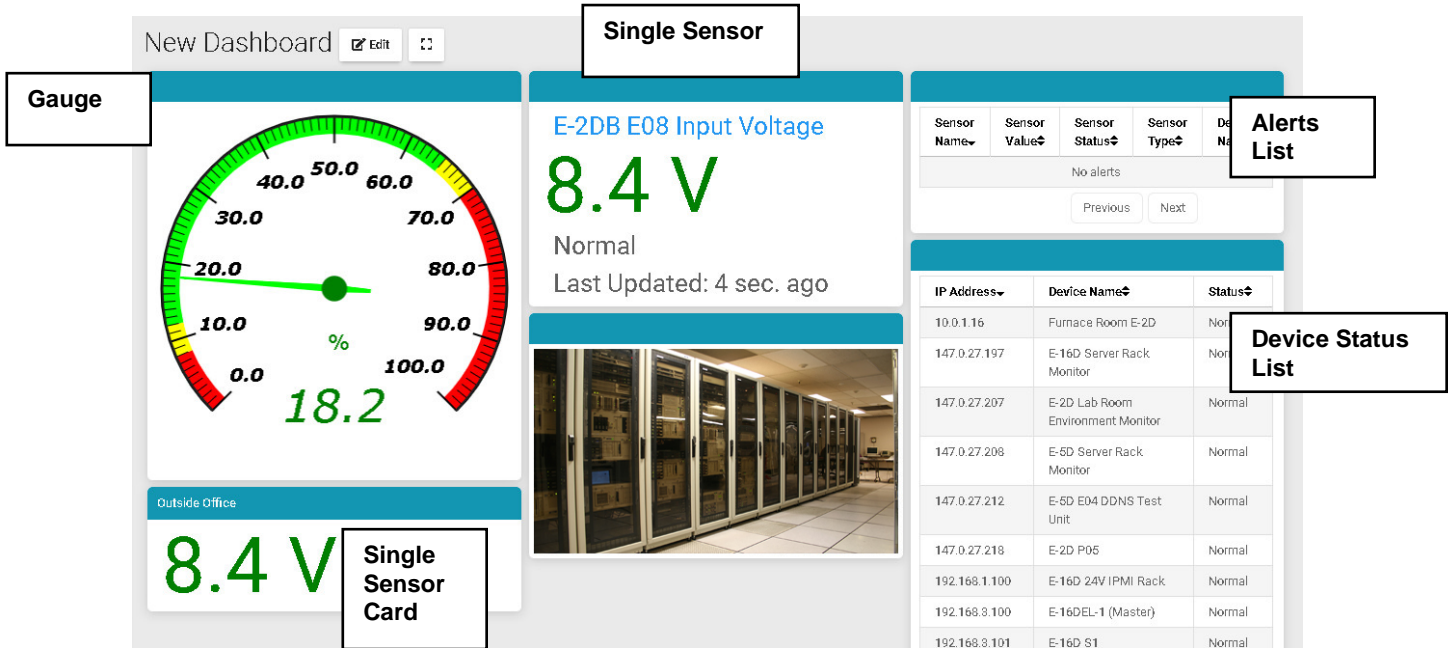 New Dashboard Edit
Single Sensor
Gauge
50.0
40.0 60.0
30.0 70.0
20.0 80.0
10.0 90.0
%
0.0 100.0
18.2
Outside Office
8.4 V
Single
Sensor
Card
E-2DB E08 Input Voltage
8.4 V
Normal
Last Updated: 4 sec. ago
Sensor Name Sensor Value Sensor Status Sensor Type
No alerts
Previous Next
Alerts
List
IP Address Device Name Status
10.0.1.16 Furnace Room E-2D
147.0.27.197 E-16D Server Rack
Monitor
147.0.27.207 E-2D Lab Room Normal
Environment Monitor
147.0.27.208 E-5D Server Rack Normal
Monitor
147.0.27.212 E-5D E04 DDNS Test Normal
Unit
147.0.27.218 E-2D P05 Normal
192.168.1.100 E-16D 24V IPMI Rack Normal
192.168.3.100 E-16DEL-1 (Master) Normal
192.168.3.101 E-16D S1 Normal
Device Status
List